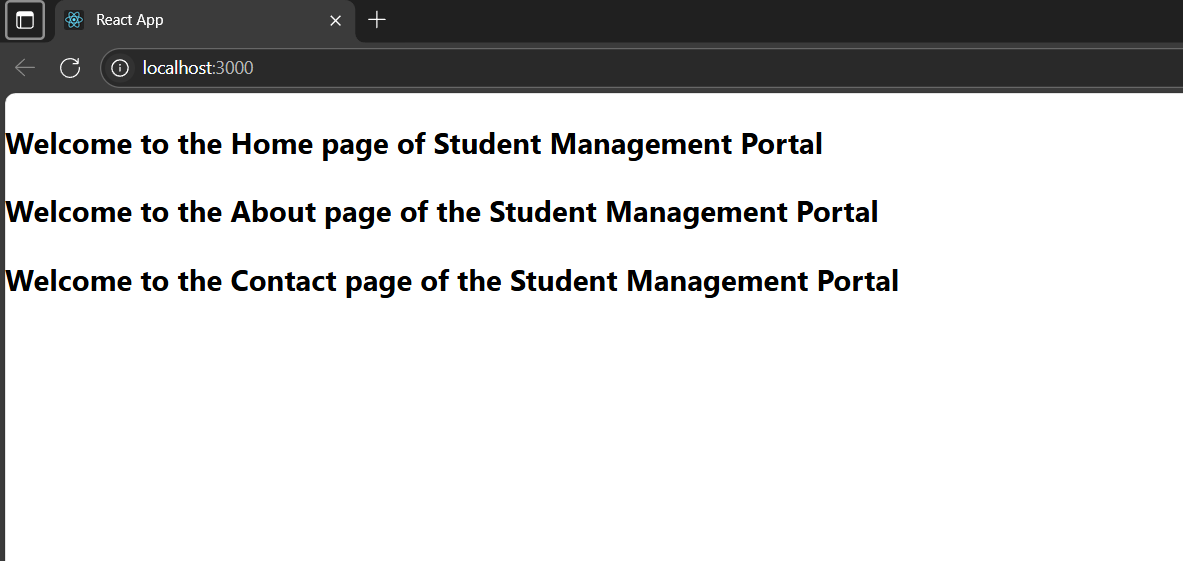 React App
localhost:3000
Welcome to the Home page of Student Management Portal
Welcome to the About page of the Student Management Portal
Welcome to the Contact page of the Student Management Portal